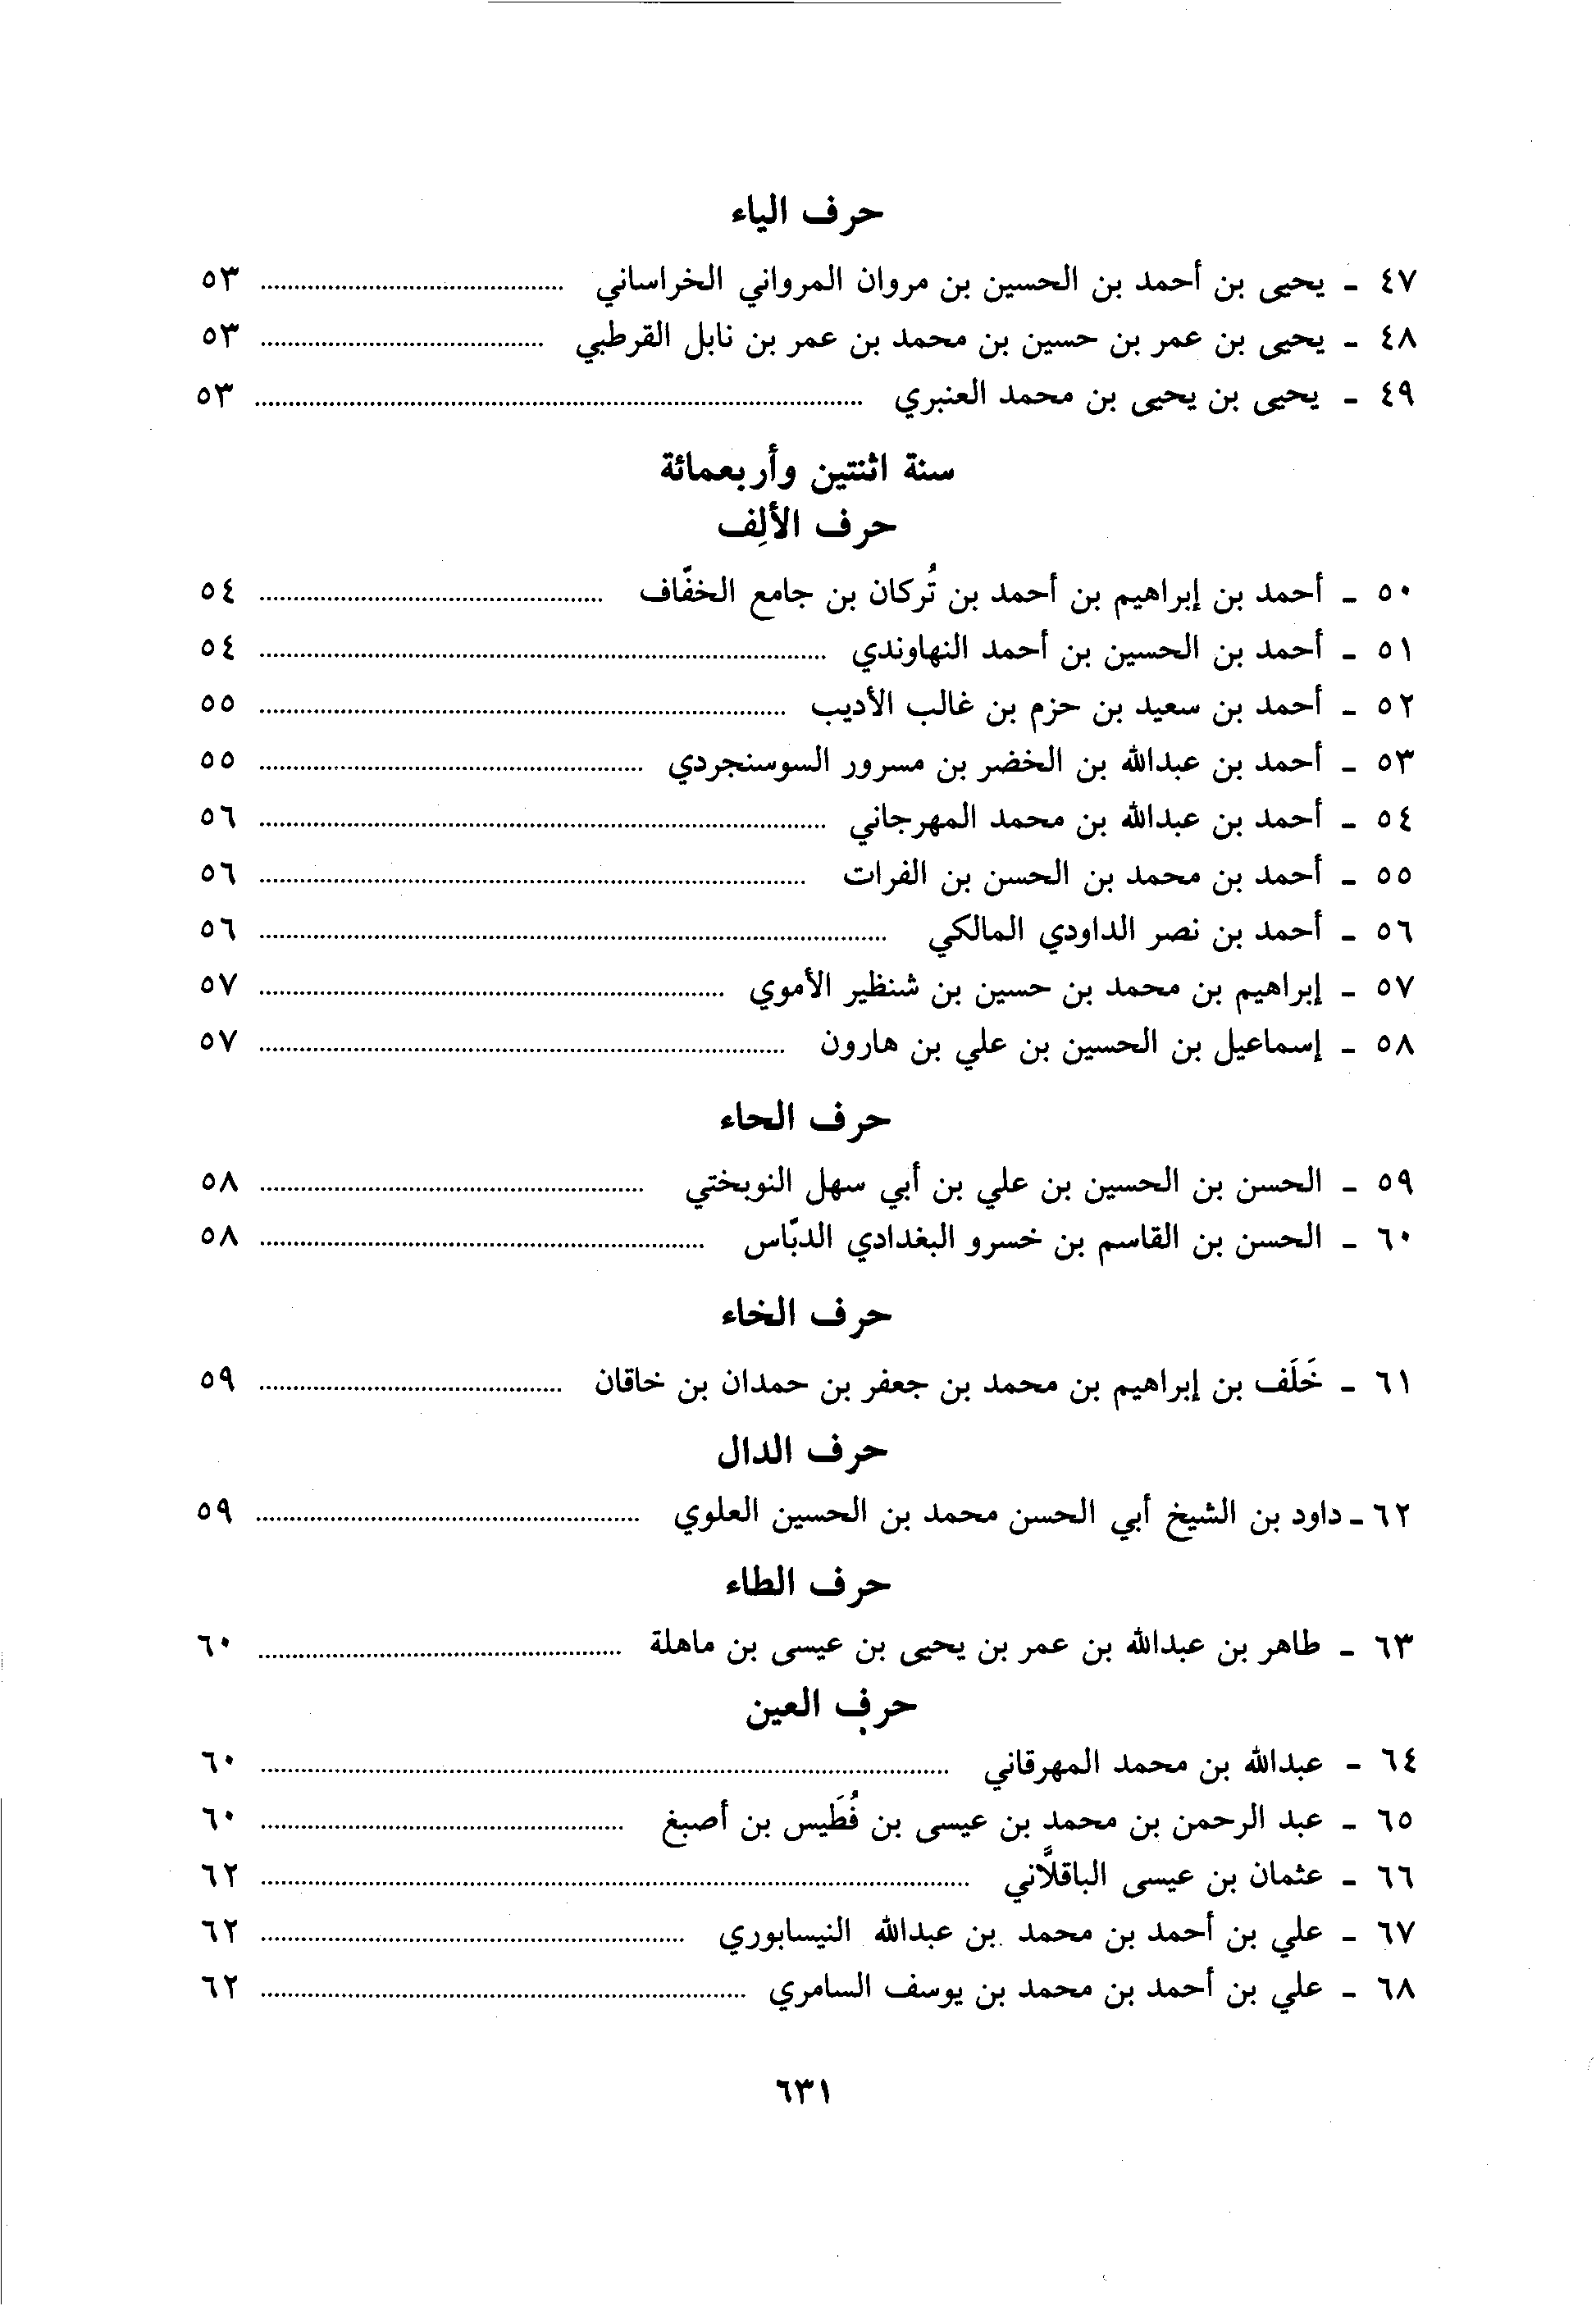 حرف الياء
٤٧ - يحيى بن أحمد بن الحسين بن مروان المرواني الخراساني ........ ٥٣
٤٨ - يحيى بن عمر بن حسين بن محمد بن عمر بن نابل القرطبي ........ ٥٣
٤٩ - يحيى بن يحيى بن محمد العنبري ........ ٥٣
سنة اثنتين وأربعمائة
حرف الألِف
٥٠ - أحمد بن إبراهيم بن أحمد بن تُركان بن جامع الخفّاف ........ ٥٤
٥١ - أحمد بن الحسين بن أحمد النهاوندي ........ ٥٤
٥٢ - أحمد بن سعيد بن حزم بن غالب الأديب ........ ٥٥
٥٣ - أحمد بن عبدالله بن الخضر بن مسرور السوسنجردي ........ ٥٥
٥٤ - أحمد بن عبدالله بن محمد المهرجاني ........ ٥٦
٥٥ - أحمد بن محمد بن الحسن بن الفرات ........ ٥٦
٥٦ - أحمد بن نصر الداودي المالكي ........ ٥٦
٥٧ - إبراهيم بن محمد بن حسين بن شنظير الأموي ........ ٥٧
٥٨ - إسماعيل بن الحسين بن علي بن هارون ........ ٥٧
حرف الحاء
٥٩ - الحسن بن الحسين بن علي بن أبي سهل النوبختي ........ ٥٨
٦٠ - الحسن بن القاسم بن خسرو البغدادي الدبّاس ........ ٥٨
حرف الخاء
٦١ - خَلَف بن إبراهيم بن محمد بن جعفر بن حمدان بن خاقان ........ ٥٩
حرف الدال
٦٢ - داود بن الشيخ أبي الحسن محمد بن الحسين العلوي ........ ٥٩
حرف الطاء
٦٣ - طاهر بن عبدالله بن عمر بن يحيى بن عيسى بن ماهلة ........ ٦٠
حرف العين
٦٤ - عبدالله بن محمد المهرقاني ........ ٦٠
٦٥ - عبد الرحمن بن محمد بن عيسى بن فُطَيس بن أصبغ ........ ٦٠
٦٦ - عثمان بن عيسى الباقلاَّني ........ ٦٢
٦٧ - علي بن أحمد بن محمد بن عبدالله النيسابوري ........ ٦٢
٦٨ - علي بن أحمد بن محمد بن يوسف السامري ........ ٦٢
٦٣١